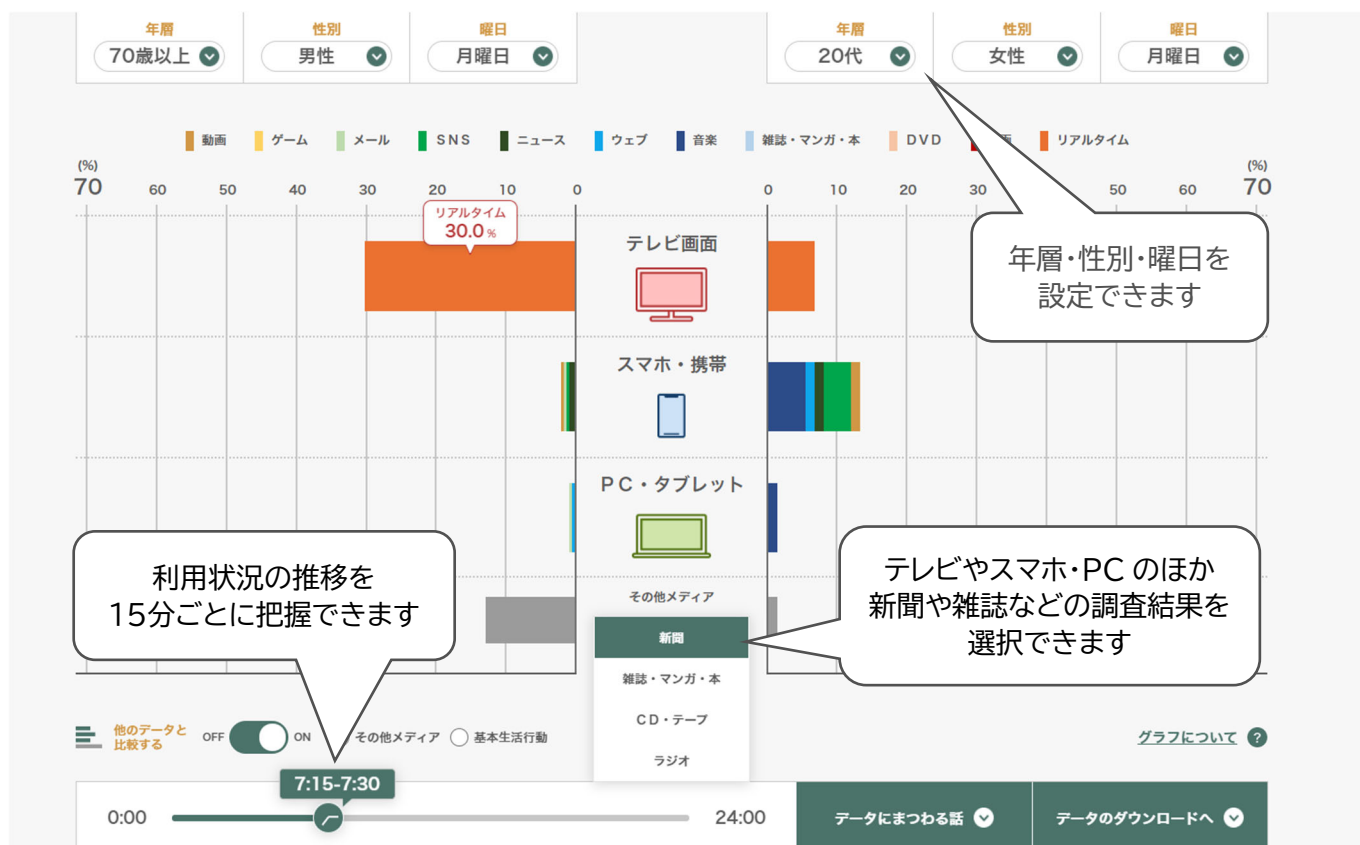 年層 性別 曜日
70歳以上 男性 月曜日
年層 性別 曜日
20代 女性 月曜日
動画 ゲーム メール SNS ニュース ウェブ 音楽 雑誌・マンガ・本 DVD リアルタイム
(%)
70 60 50 40 30 20 10 0
(%)
0 10 20 30 50 60 70
リアルタイム
30.0%
テレビ画面
年層・性別・曜日を
設定できます
スマホ・携帯
PC・タブレット
利用状況の推移を
15分ごとに把握できます
テレビやスマホ・PC のほか
新聞や雑誌などの調査結果を
選択できます
その他メディア
新聞
雑誌・マンガ・本
CD・テープ
ラジオ
他のデータと
比較する
OFF ON その他メディア 基本生活行動
グラフについて ?
7:15-7:30
0:00 24:00
データにまつわる話 データのダウンロードへ